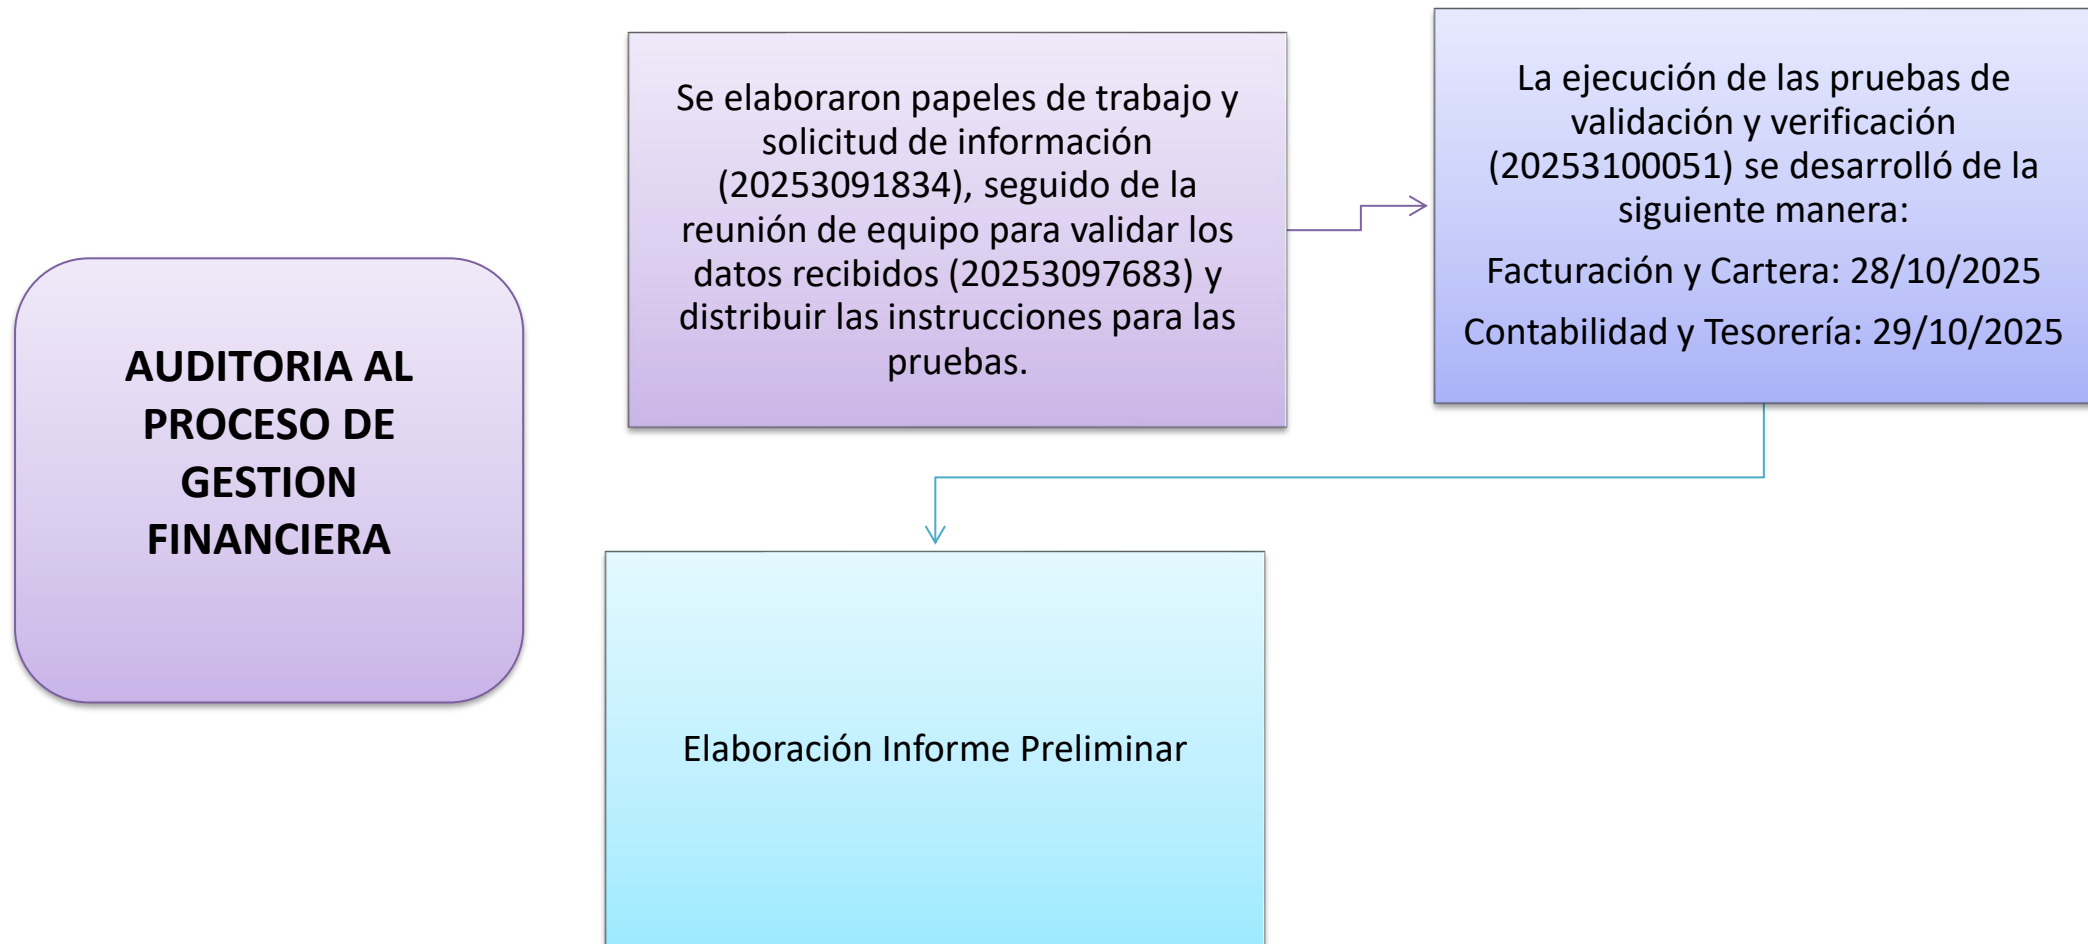 AUDITORIA AL
PROCESO DE
GESTION
FINANCIERA
Se elaboraron papeles de trabajo y
solicitud de información
(20253091834), seguido de la
reunión de equipo para validar los
datos recibidos (20253097683) y
distribuir las instrucciones para las
pruebas.
La ejecución de las pruebas de
validación y verificación
(20253100051) se desarrolló de la
siguiente manera:
Facturación y Cartera: 28/10/2025
Contabilidad y Tesorería: 29/10/2025
Elaboración Informe Preliminar